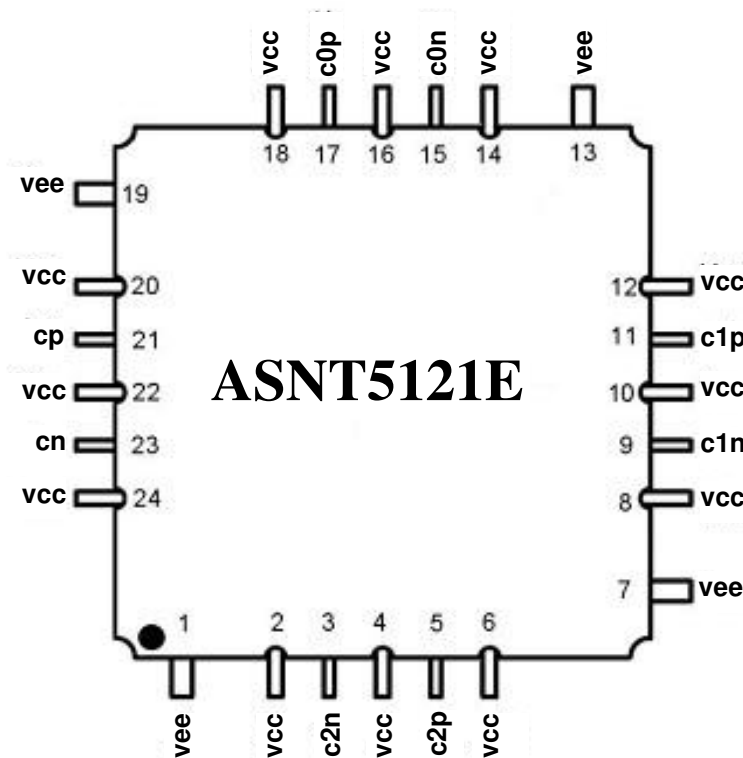 vcc c0p vcc c0n vcc vee
18 17 16 15 14 13
vee 19
vcc 20 12 vcc
cp 21 11 c1p
vcc 22 ASNT5121E 10 vcc
cn 23 9 c1n
vcc 24 8 vcc
7 vee
1 2 3 4 5 6
vee vcc c2n vcc c2p vcc